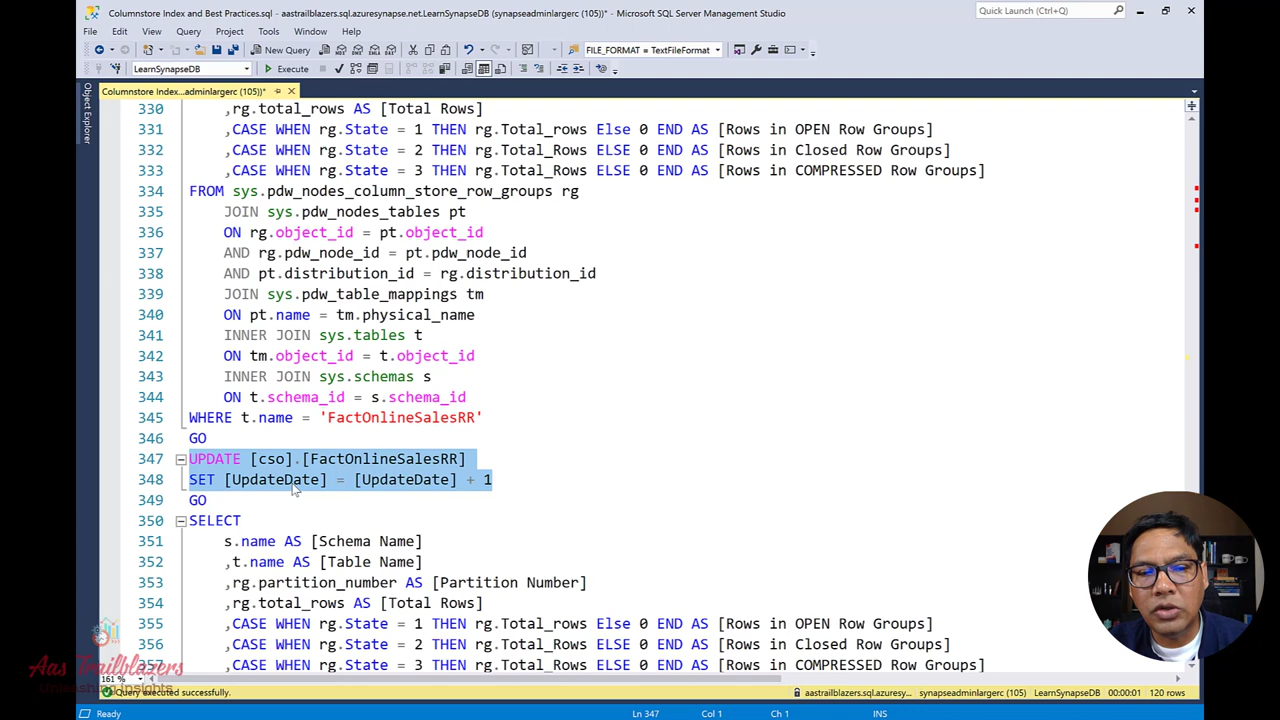 Columnstore Index and Best Practices.sql - aastrailblazers.sql.azuresynapse.net.LearnSynapseDB (synapseadminlargerc (105))* - Microsoft SQL Server Management Studio
Quick Launch (Ctrl+Q)
File Edit View Query Project Tools Window Help
New Query FILE_FORMAT = TextFileFormat
LearnSynapseDB Execute
Columnstore Index...adminlargerc (105))*
Object Explorer
330 ,rg.total_rows AS [Total Rows]
331 ,CASE WHEN rg.State = 1 THEN rg.Total_rows Else 0 END AS [Rows in OPEN Row Groups]
332 ,CASE WHEN rg.State = 2 THEN rg.Total_rows ELSE 0 END AS [Rows in Closed Row Groups]
333 ,CASE WHEN rg.State = 3 THEN rg.Total_rows ELSE 0 END AS [Rows in COMPRESSED Row Groups]
334 FROM sys.pdw_nodes_column_store_row_groups rg
335 JOIN sys.pdw_nodes_tables pt
336 ON rg.object_id = pt.object_id
337 AND rg.pdw_node_id = pt.pdw_node_id
338 AND pt.distribution_id = rg.distribution_id
339 JOIN sys.pdw_table_mappings tm
340 ON pt.name = tm.physical_name
341 INNER JOIN sys.tables t
342 ON tm.object_id = t.object_id
343 INNER JOIN sys.schemas s
344 ON t.schema_id = s.schema_id
345 WHERE t.name = 'FactOnlineSalesRR'
346 GO
347 UPDATE [cso].[FactOnlineSalesRR]
348 SET [UpdateDate] = [UpdateDate] + 1
349 GO
350 SELECT
351 s.name AS [Schema Name]
352 ,t.name AS [Table Name]
353 ,rg.partition_number AS [Partition Number]
354 ,rg.total_rows AS [Total Rows]
355 ,CASE WHEN rg.State = 1 THEN rg.Total_rows Else 0 END AS [Rows in OPEN Row Groups]
356 ,CASE WHEN rg.State = 2 THEN rg.Total_rows ELSE 0 END AS [Rows in Closed Row Groups]
357 ,CASE WHEN rg.State = 3 THEN rg.Total_rows ELSE 0 END AS [Rows in COMPRESSED Row Groups]
Aas Trailblazers
Unleashing Insights
161 %
Query executed successfully. aastrailblazers.sql.azuresy... synapseadminlargerc (105) LearnSynapseDB 00:00:01 120 rows
Ready Ln 347 Col 1 Ch 1 INS